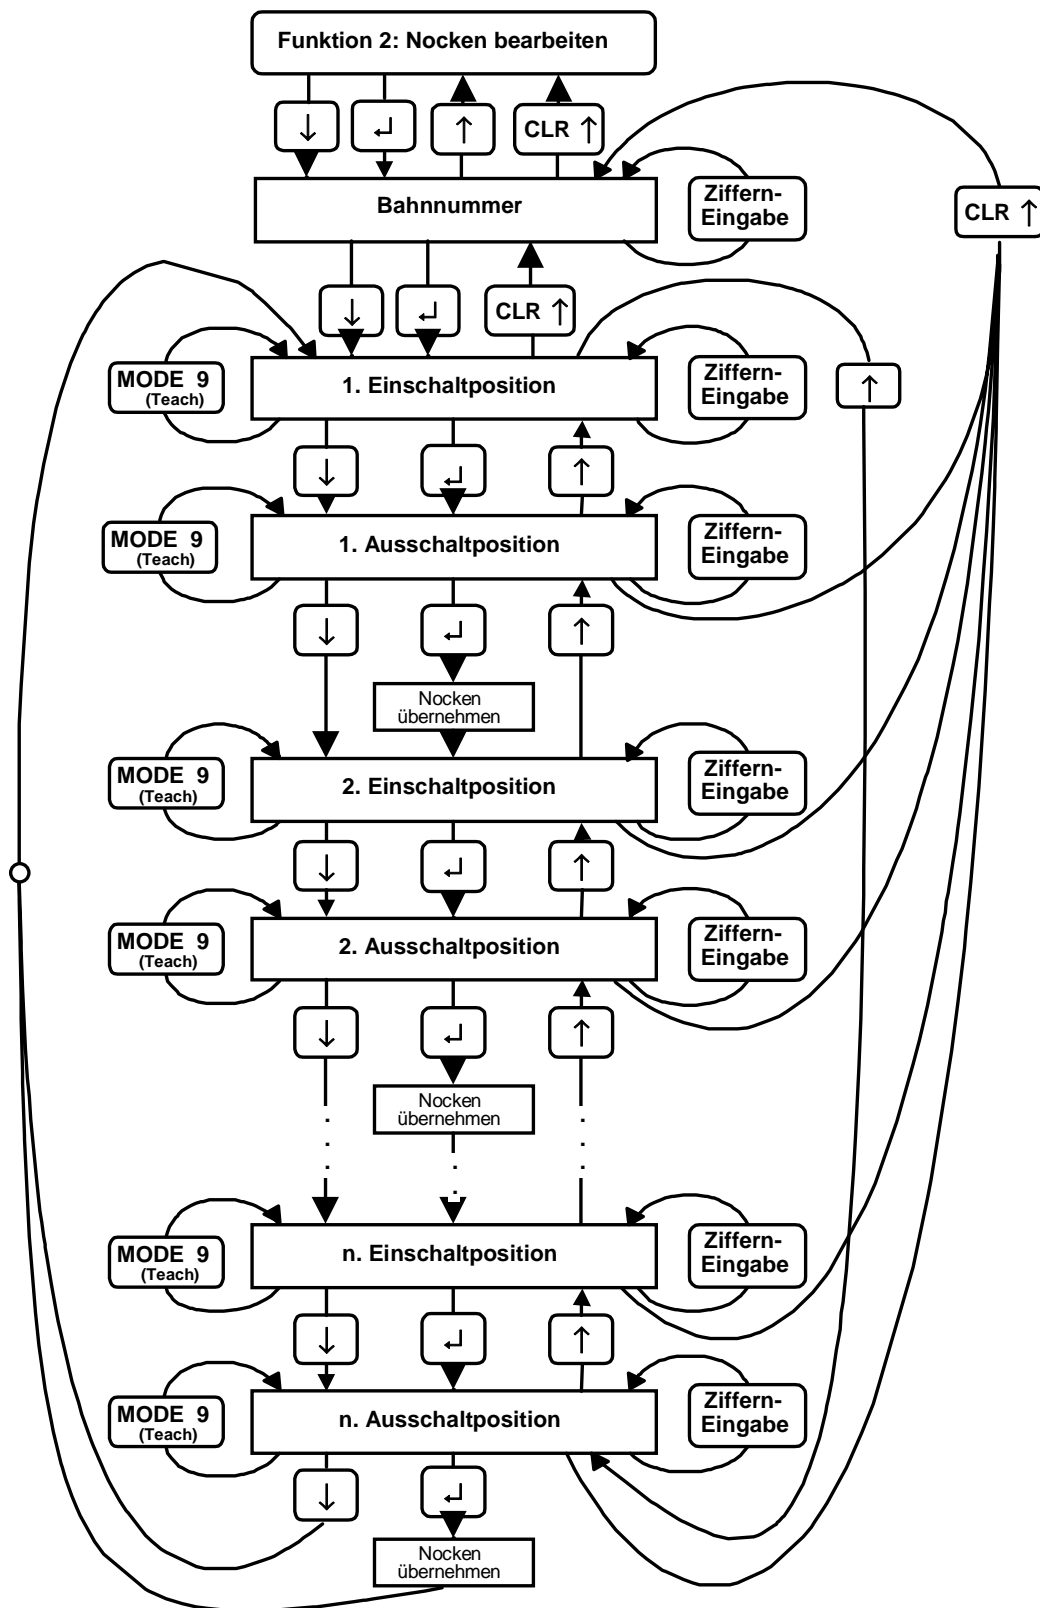 Funktion 2: Nocken bearbeiten
↓ ↵ ↑ CLR ↑
Bahnnummer
Ziffern-
Eingabe
CLR ↑
↓ ↵ CLR ↑
MODE 9
(Teach)
1. Einschaltposition
Ziffern-
Eingabe
↑
↓ ↵ ↑
MODE 9
(Teach)
1. Ausschaltposition
Ziffern-
Eingabe
↓ ↵ ↑
Nocken
übernehmen
MODE 9
(Teach)
2. Einschaltposition
Ziffern-
Eingabe
↓ ↵ ↑
MODE 9
(Teach)
2. Ausschaltposition
Ziffern-
Eingabe
↓ ↵ ↑
Nocken
übernehmen
MODE 9
(Teach)
n. Einschaltposition
Ziffern-
Eingabe
↓ ↵ ↑
MODE 9
(Teach)
n. Ausschaltposition
Ziffern-
Eingabe
↓ ↵
Nocken
übernehmen